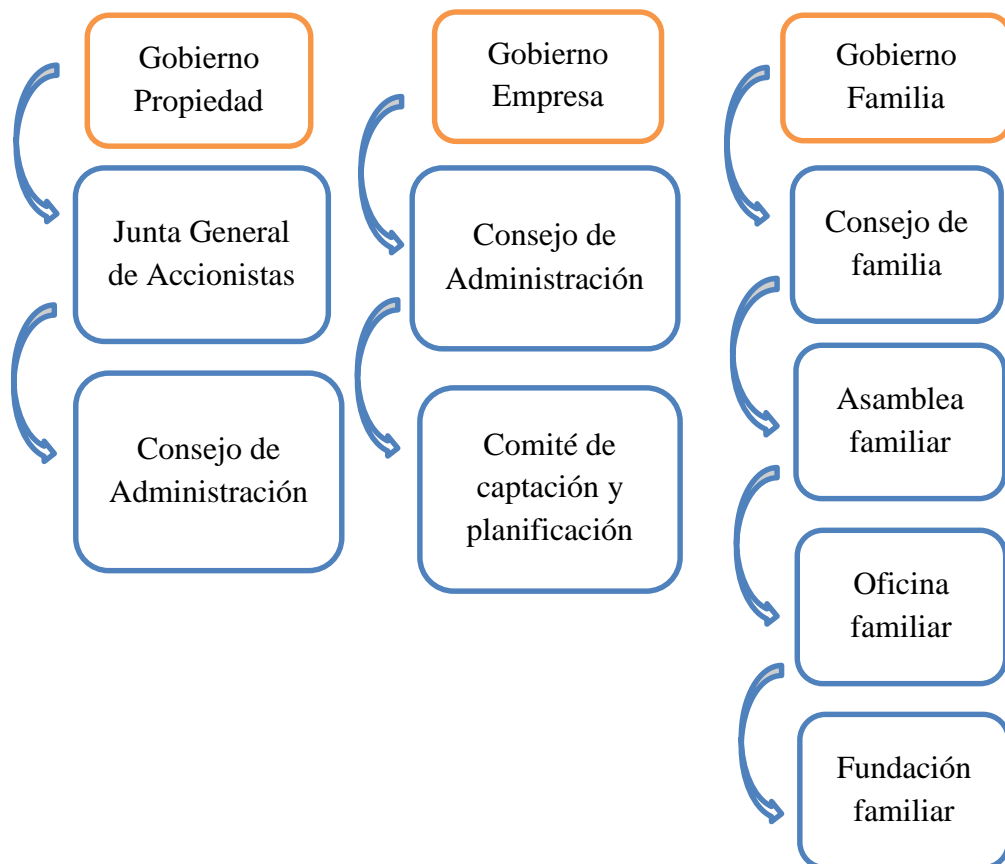 Gobierno
Propiedad
Junta General
de Accionistas
Consejo de
Administración
Gobierno
Empresa
Consejo de
Administración
Comité de
captación y
planificación
Gobierno
Familia
Consejo de
familia
Asamblea
familiar
Oficina
familiar
Fundación
familiar